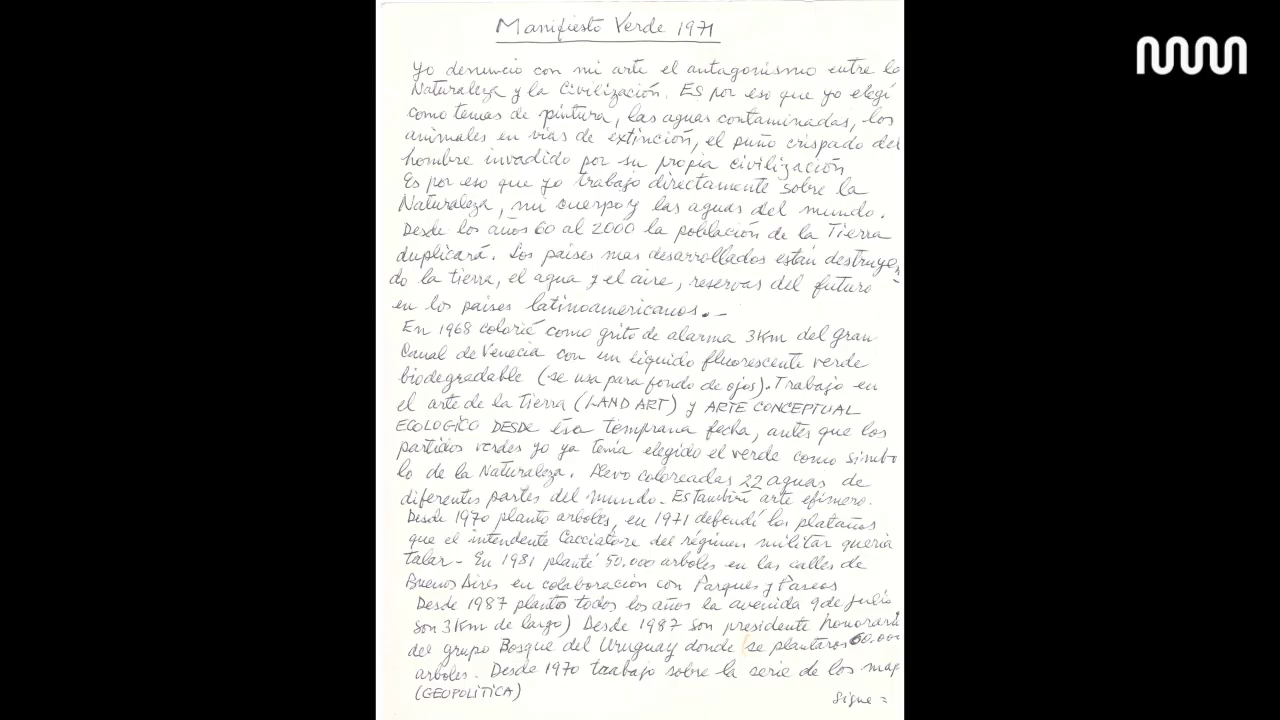 Manifiesto Verde 1971
Yo denuncio con mi arte el antagonismo entre la
Naturaleza y la Civilización. Es por eso que yo elegí
como temas de pintura, las aguas contaminadas, los
animales en vías de extinción, el puño crispado del
hombre invadido por su propia civilización
Es por eso que yo trabajo directamente sobre la
Naturaleza, mi cuerpo y las aguas del mundo.
Desde los años 60 al 2000 la población de la Tierra
duplicará. Los países mas desarrollados están destruyen
do la tierra, el agua y el aire, reservas del futuro
en los países latinoamericanos.-
En 1968 colorié como grito de alarma 3Km del gran
Canal de Venecia con un líquido fluorescente verde
biodegradable (se usa para fondo de ojos). Trabajo en
el arte de la Tierra (LAND ART) y ARTE CONCEPTUAL
ECOLOGICO DESDE esa temprana fecha, antes que los
partidos verdes yo ya tenía elegido el verde como simbo
lo de la Naturaleza. Llevo coloreadas 22 aguas de
diferentes partes del mundo. Es también arte efímero.
Desde 1970 planto arboles, en 1971 defendí los platanos
que el intendente Cacciatore del régimen militar quería
talar - En 1981 planté 50.000 arboles en las calles de
Buenos Aires en colaboración con Parques y Paseos
Desde 1987 plantos todos los años la avenida 9 de Julio
son 3Km de largo) Desde 1987 son presidente honorari
del grupo Bosque del Uruguay donde se plantaros 60.000
arboles. Desde 1970 trabajo sobre la serie de los map
(GEOPOLÍTICA)
Sigue =